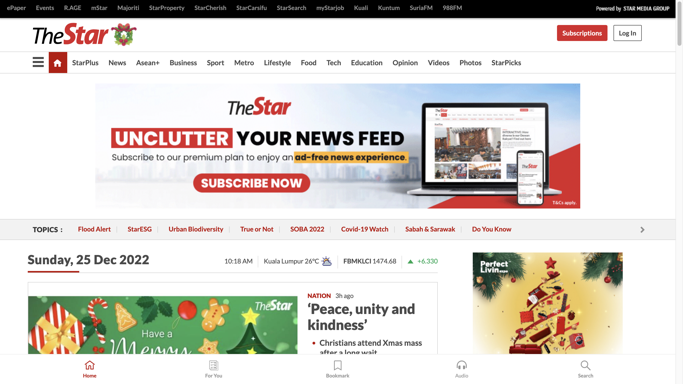 ePaper Events R.AGE mStar Majoriti StarProperty StarCherish StarCarsifu StarSearch myStarjob Kuali Kuntum SuriaFM 988FM Powered by STAR MEDIA GROUP
TheStar Subscriptions Log In
StarPlus News Asean+ Business Sport Metro Lifestyle Food Tech Education Opinion Videos Photos StarPicks
TheStar
UNCLUTTER YOUR NEWS FEED
Subscribe to our premium plan to enjoy an ad-free news experience.
SUBSCRIBE NOW
TheStar
T&Cs apply.
TOPICS : Flood Alert StarESG Urban Biodiversity True or Not SOBA 2022 Covid-19 Watch Sabah & Sarawak Do You Know
Sunday, 25 Dec 2022 10:18 AM Kuala Lumpur 26°C FBMKLCI 1474.68 +6.330
TheStar
Have a
Merry
NATION 3h ago
‘Peace, unity and
kindness’
Christians attend Xmas mass
after a long wait
Perfect
Livin
Home For You Bookmark Audio Search